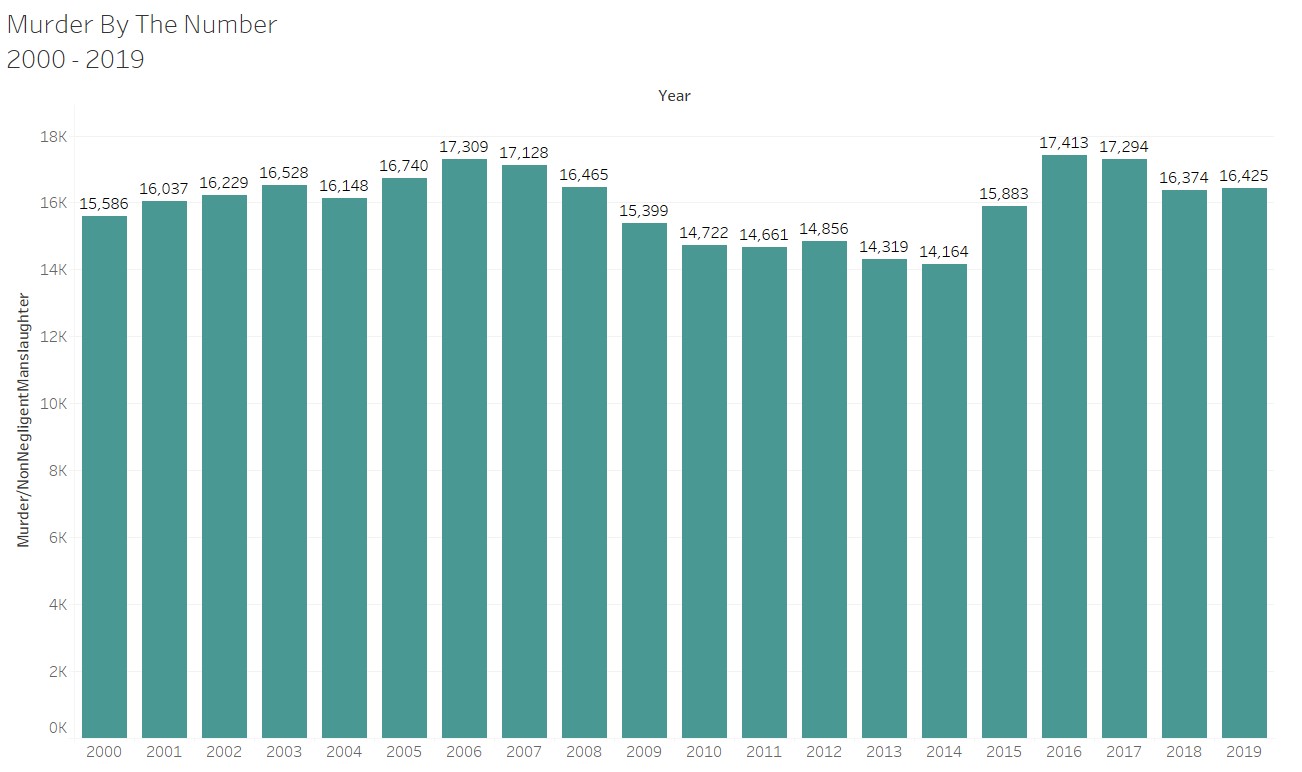 Murder By The Number
2000 - 2019
Year
Murder/NonNegligentManslaughter
18K
16K
14K
12K
10K
8K
6K
4K
2K
0K
15,586
16,037
16,229
16,528
16,148
16,740
17,309
17,128
16,465
15,399
14,722
14,661
14,856
14,319
14,164
15,883
17,413
17,294
16,374
16,425
2000 2001 2002 2003 2004 2005 2006 2007 2008 2009 2010 2011 2012 2013 2014 2015 2016 2017 2018 2019